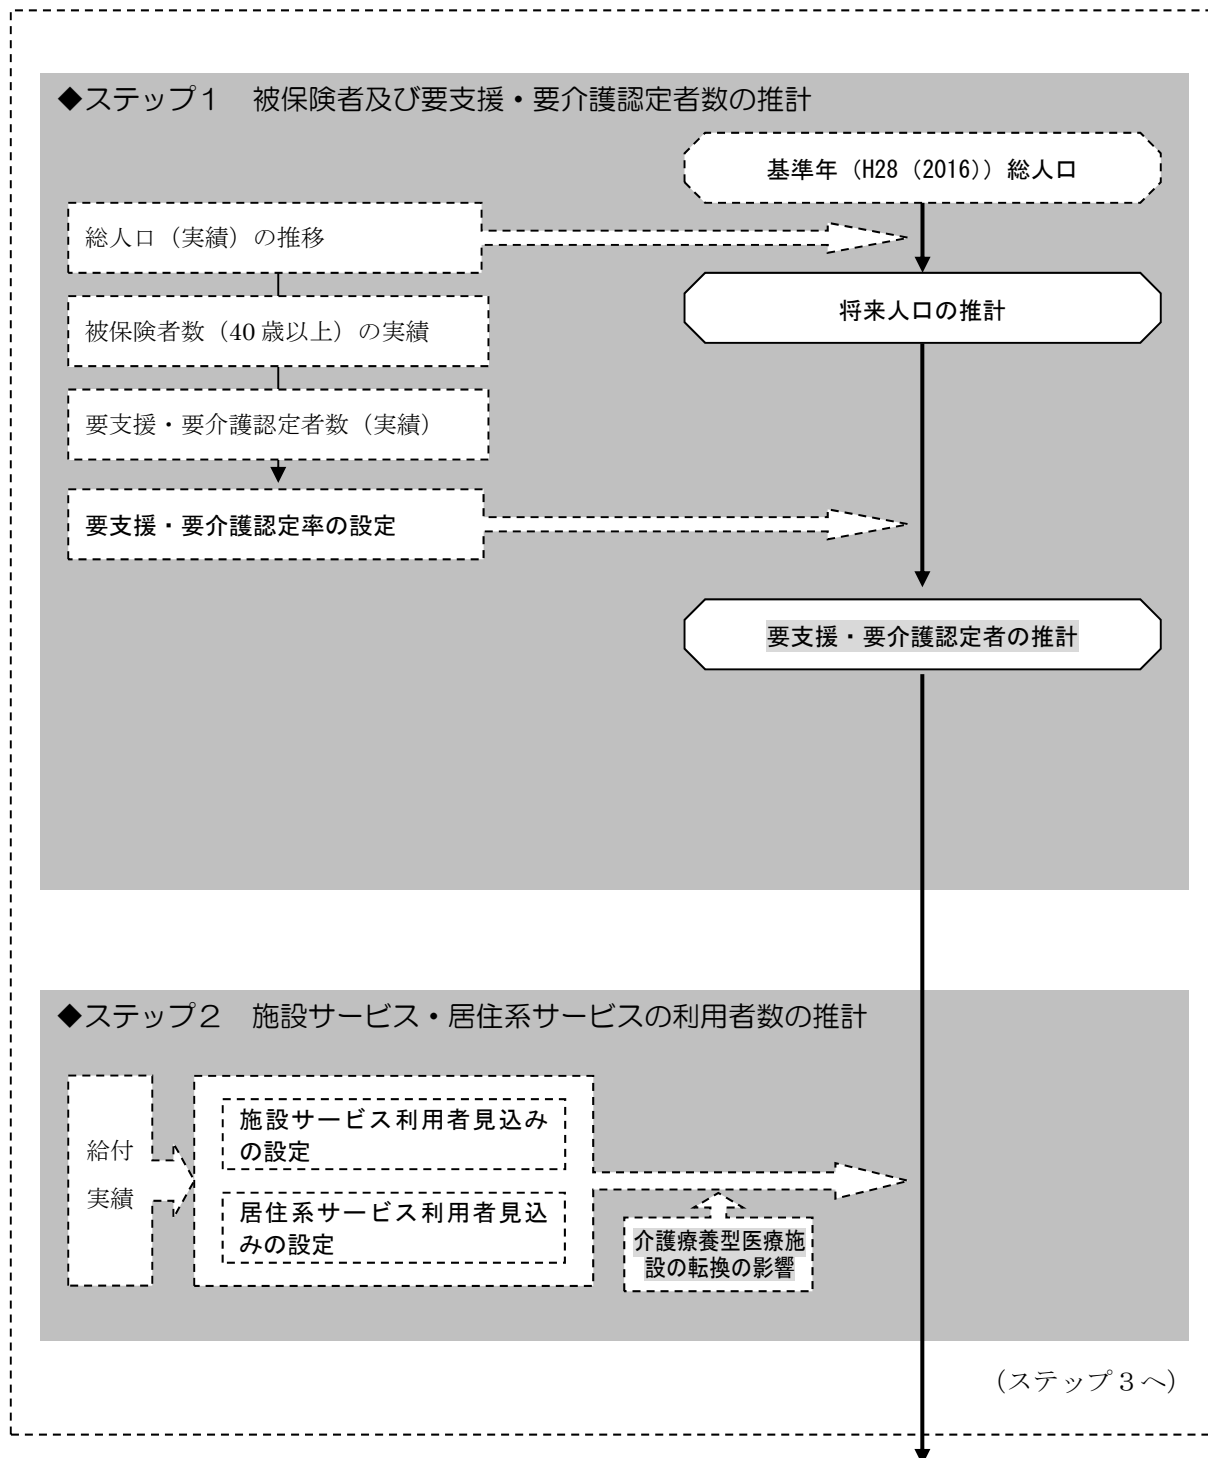 ◆ステップ１　被保険者及び要支援・要介護認定者数の推計
基準年（H28（2016））総人口
総人口（実績）の推移
将来人口の推計
被保険者数（40 歳以上）の実績
要支援・要介護認定者数（実績）
要支援・要介護認定率の設定
要支援・要介護認定者の推計
◆ステップ２　施設サービス・居住系サービスの利用者数の推計
給付
実績
施設サービス利用者見込み
の設定
居住系サービス利用者見込
みの設定
介護療養型医療施
設の転換の影響
（ステップ３へ）